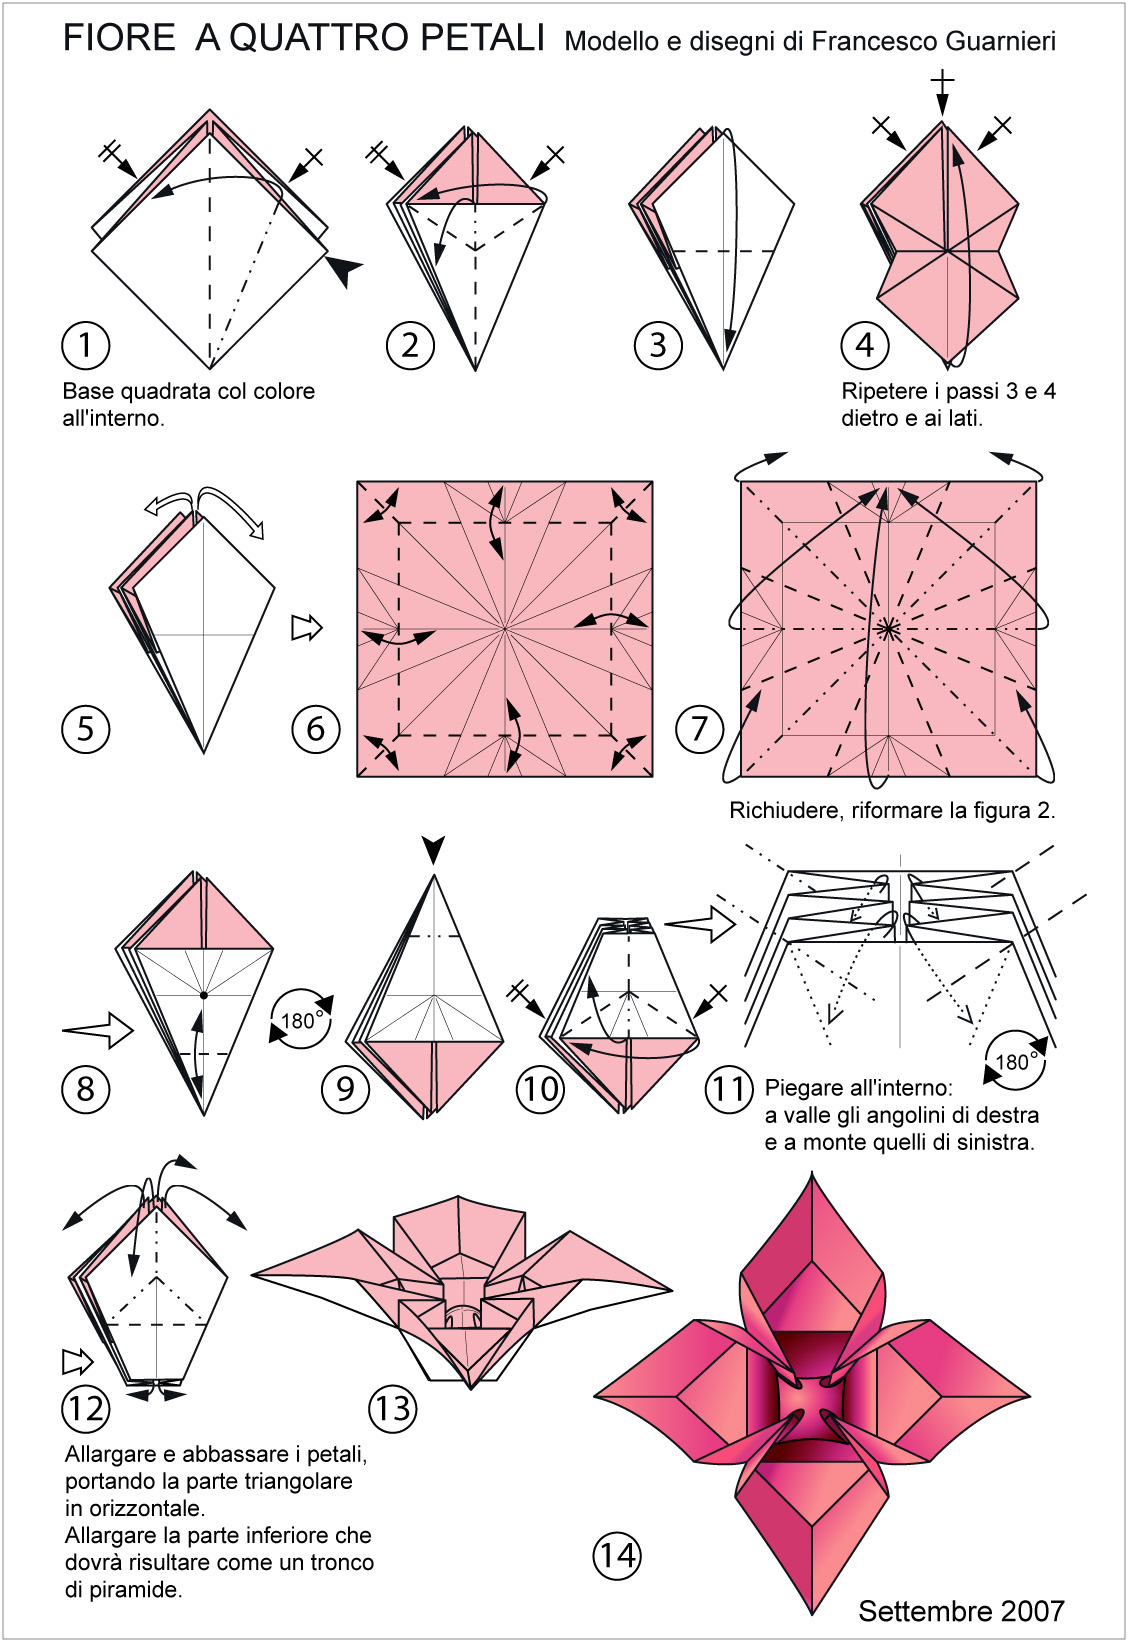 FIORE A QUATTRO PETALI Modello e disegni di Francesco Guarnieri
1
Base quadrata col colore
all'interno.
2
3
4
Ripetere i passi 3 e 4
dietro e ai lati.
5
6
7
Richiudere, riformare la figura 2.
8
180°
9
10
11
180°
Piegare all'interno:
a valle gli angolini di destra
e a monte quelli di sinistra.
12
Allargare e abbassare i petali,
portando la parte triangolare
in orizzontale.
Allargare la parte inferiore che
dovrà risultare come un tronco
di piramide.
13
14
Settembre 2007